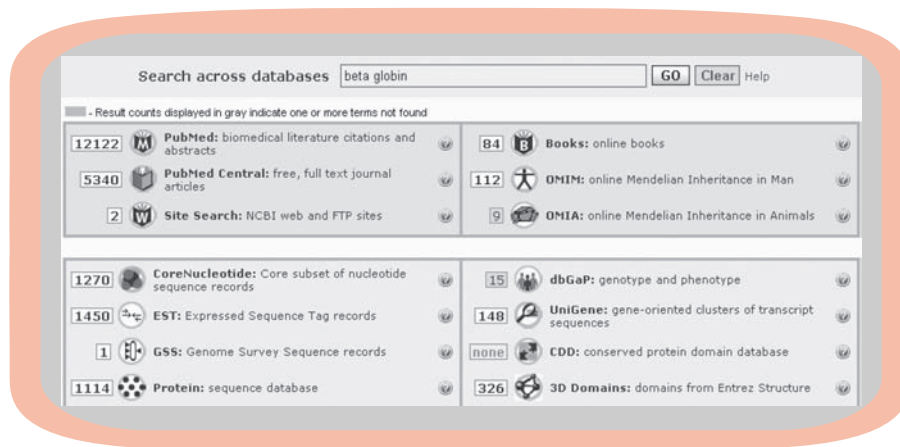 Search across databases beta globin GO Clear Help
- Result counts displayed in gray indicate one or more terms not found
12122 PubMed: biomedical literature citations and
abstracts
5340 PubMed Central: free, full text journal
articles
2 Site Search: NCBI web and FTP sites
84 Books: online books
112 OMIM: online Mendelian Inheritance in Man
9 OMIA: online Mendelian Inheritance in Animals
1270 CoreNucleotide: Core subset of nucleotide
sequence records
1450 EST: Expressed Sequence Tag records
1 GSS: Genome Survey Sequence records
1114 Protein: sequence database
15 dbGaP: genotype and phenotype
148 UniGene: gene-oriented clusters of transcript
sequences
none CDD: conserved protein domain database
326 3D Domains: domains from Entrez Structure